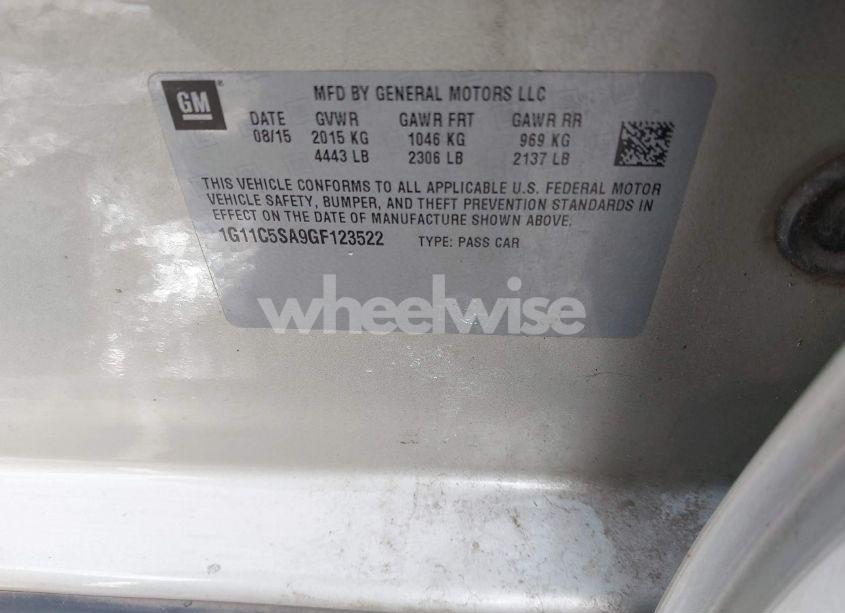 GM
MFD BY GENERAL MOTORS LLC
DATE GVWR GAWR FRT GAWR RR
08/15 2015 KG 1046 KG 969 KG
4443 LB 2306 LB 2137 LB
THIS VEHICLE CONFORMS TO ALL APPLICABLE U.S. FEDERAL MOTOR
VEHICLE SAFETY, BUMPER, AND THEFT PREVENTION STANDARDS IN
EFFECT ON THE DATE OF MANUFACTURE SHOWN ABOVE.
1G11C5SA9GF123522 TYPE: PASS CAR
wheelwise